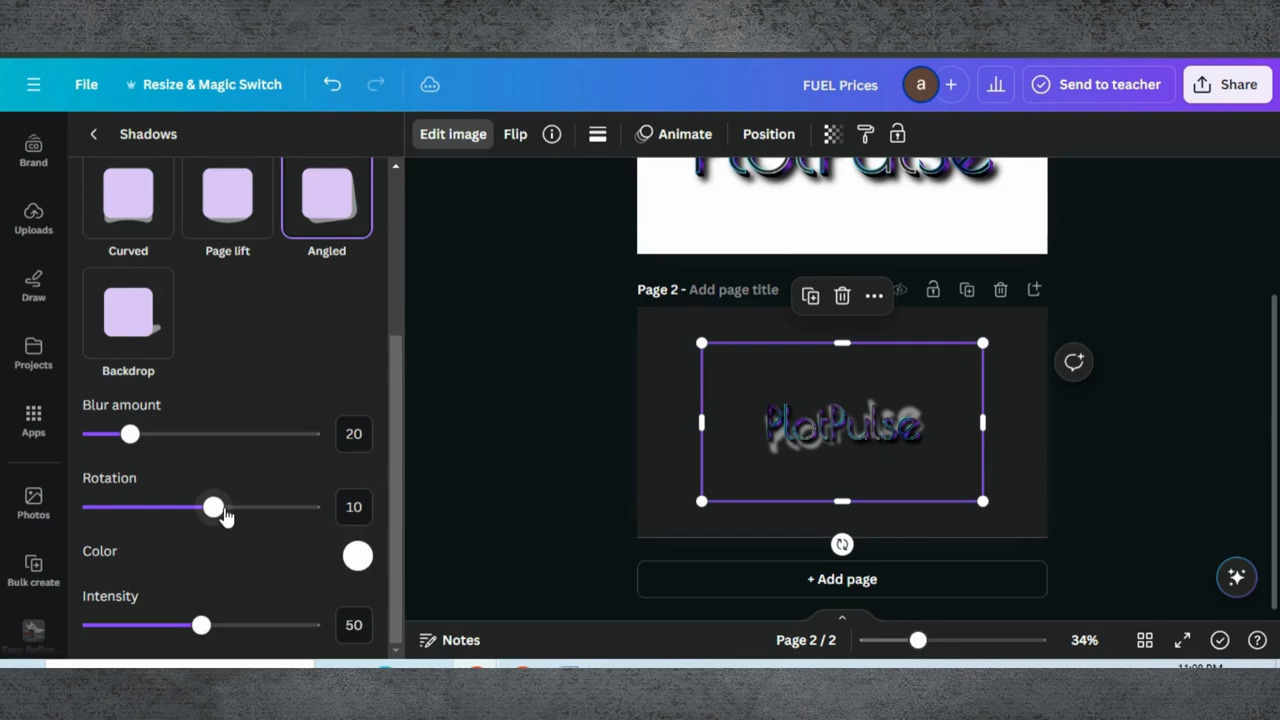 File
Resize & Magic Switch
FUEL Prices
a
Send to teacher
Share
Brand
Uploads
Draw
Projects
Apps
Photos
Bulk create
Shadows
Curved
Page lift
Angled
Backdrop
Blur amount
20
Rotation
10
Color
Intensity
50
Edit image
Flip
Animate
Position
PlotPulse
Page 2 - Add page title
PlotPulse
+ Add page
Notes
Page 2 / 2
34%